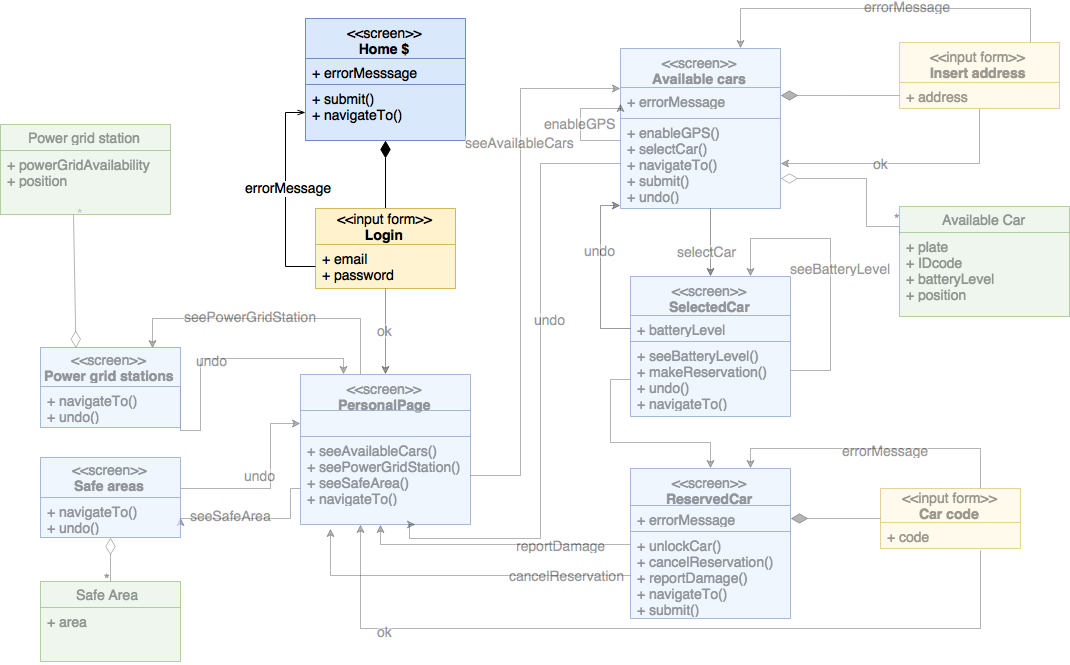 <<screen>>
Home $
+ errorMesssage
+ submit()
+ navigateTo()
errorMessage
<<input form>>
Login
+ email
+ password
ok
Power grid station
+ powerGridAvailability
+ position
*
seePowerGridStation
<<screen>>
Power grid stations
+ navigateTo()
+ undo()
undo
<<screen>>
Safe areas
+ navigateTo()
+ undo()
undo
seeSafeArea
*
Safe Area
+ area
<<screen>>
PersonalPage
+ seeAvailableCars()
+ seePowerGridStation()
+ seeSafeArea()
+ navigateTo()
seeAvailableCars
undo
errorMessage
<<screen>>
Available cars
+ errorMessage
+ enableGPS()
+ selectCar()
+ navigateTo()
+ submit()
+ undo()
enableGPS
<<input form>>
Insert address
+ address
ok
*
Available Car
+ plate
+ IDcode
+ batteryLevel
+ position
undo
selectCar
seeBatteryLevel
<<screen>>
SelectedCar
+ batteryLevel
+ seeBatteryLevel()
+ makeReservation()
+ undo()
+ navigateTo()
errorMessage
<<screen>>
ReservedCar
+ errorMessage
+ unlockCar()
+ cancelReservation()
+ reportDamage()
+ navigateTo()
+ submit()
<<input form>>
Car code
+ code
reportDamage
cancelReservation
ok